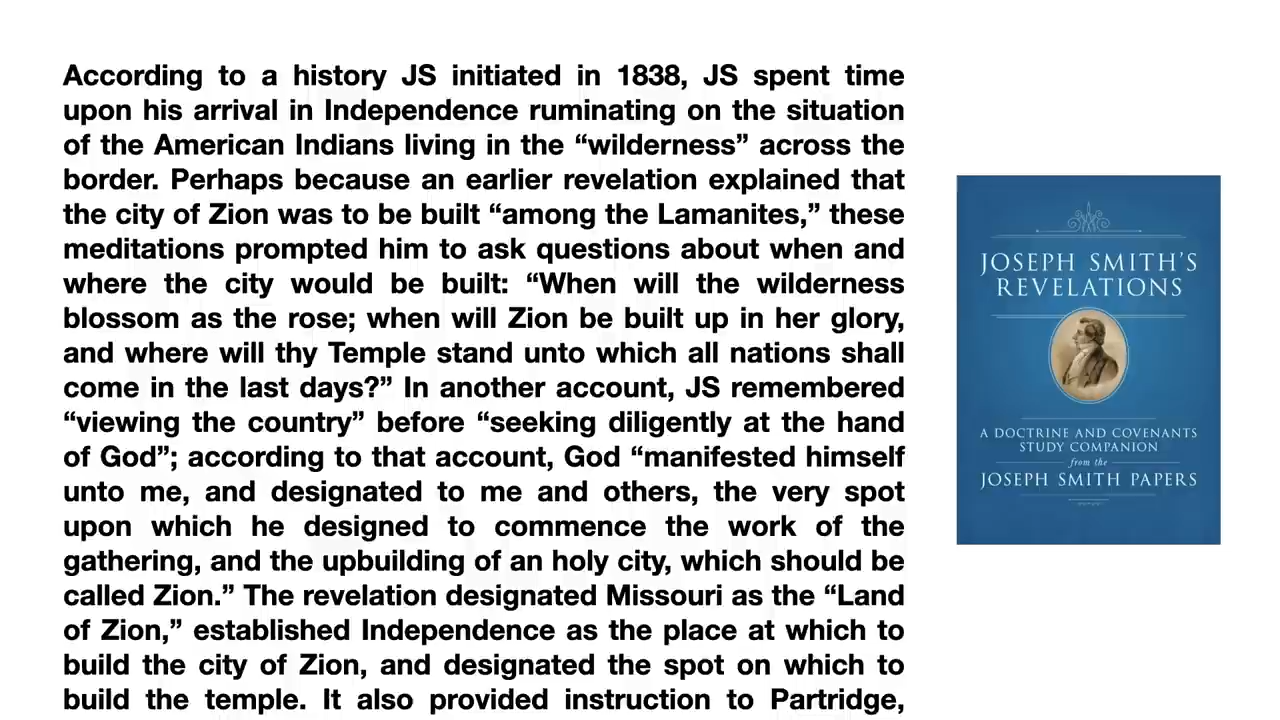 According to a history JS initiated in 1838, JS spent time
upon his arrival in Independence ruminating on the situation
of the American Indians living in the “wilderness” across the
border. Perhaps because an earlier revelation explained that
the city of Zion was to be built “among the Lamanites,” these
meditations prompted him to ask questions about when and
where the city would be built: “When will the wilderness
blossom as the rose; when will Zion be built up in her glory,
and where will thy Temple stand unto which all nations shall
come in the last days?” In another account, JS remembered
“viewing the country” before “seeking diligently at the hand
of God”; according to that account, God “manifested himself
unto me, and designated to me and others, the very spot
upon which he designed to commence the work of the
gathering, and the upbuilding of an holy city, which should be
called Zion.” The revelation designated Missouri as the “Land
of Zion,” established Independence as the place at which to
build the city of Zion, and designated the spot on which to
build the temple. It also provided instruction to Partridge,
JOSEPH SMITH'S
REVELATIONS
A DOCTRINE AND COVENANTS
STUDY COMPANION
from the
JOSEPH SMITH PAPERS